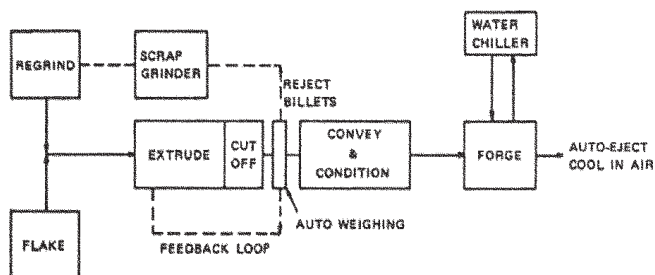 WATER
CHILLER
REGRIND
SCRAP
GRINDER
REJECT
BILLETS
EXTRUDE
CUT
OFF
CONVEY
&
CONDITION
FORGE
AUTO-EJECT
COOL IN AIR
AUTO WEIGHING
FEEDBACK LOOP
FLAKE